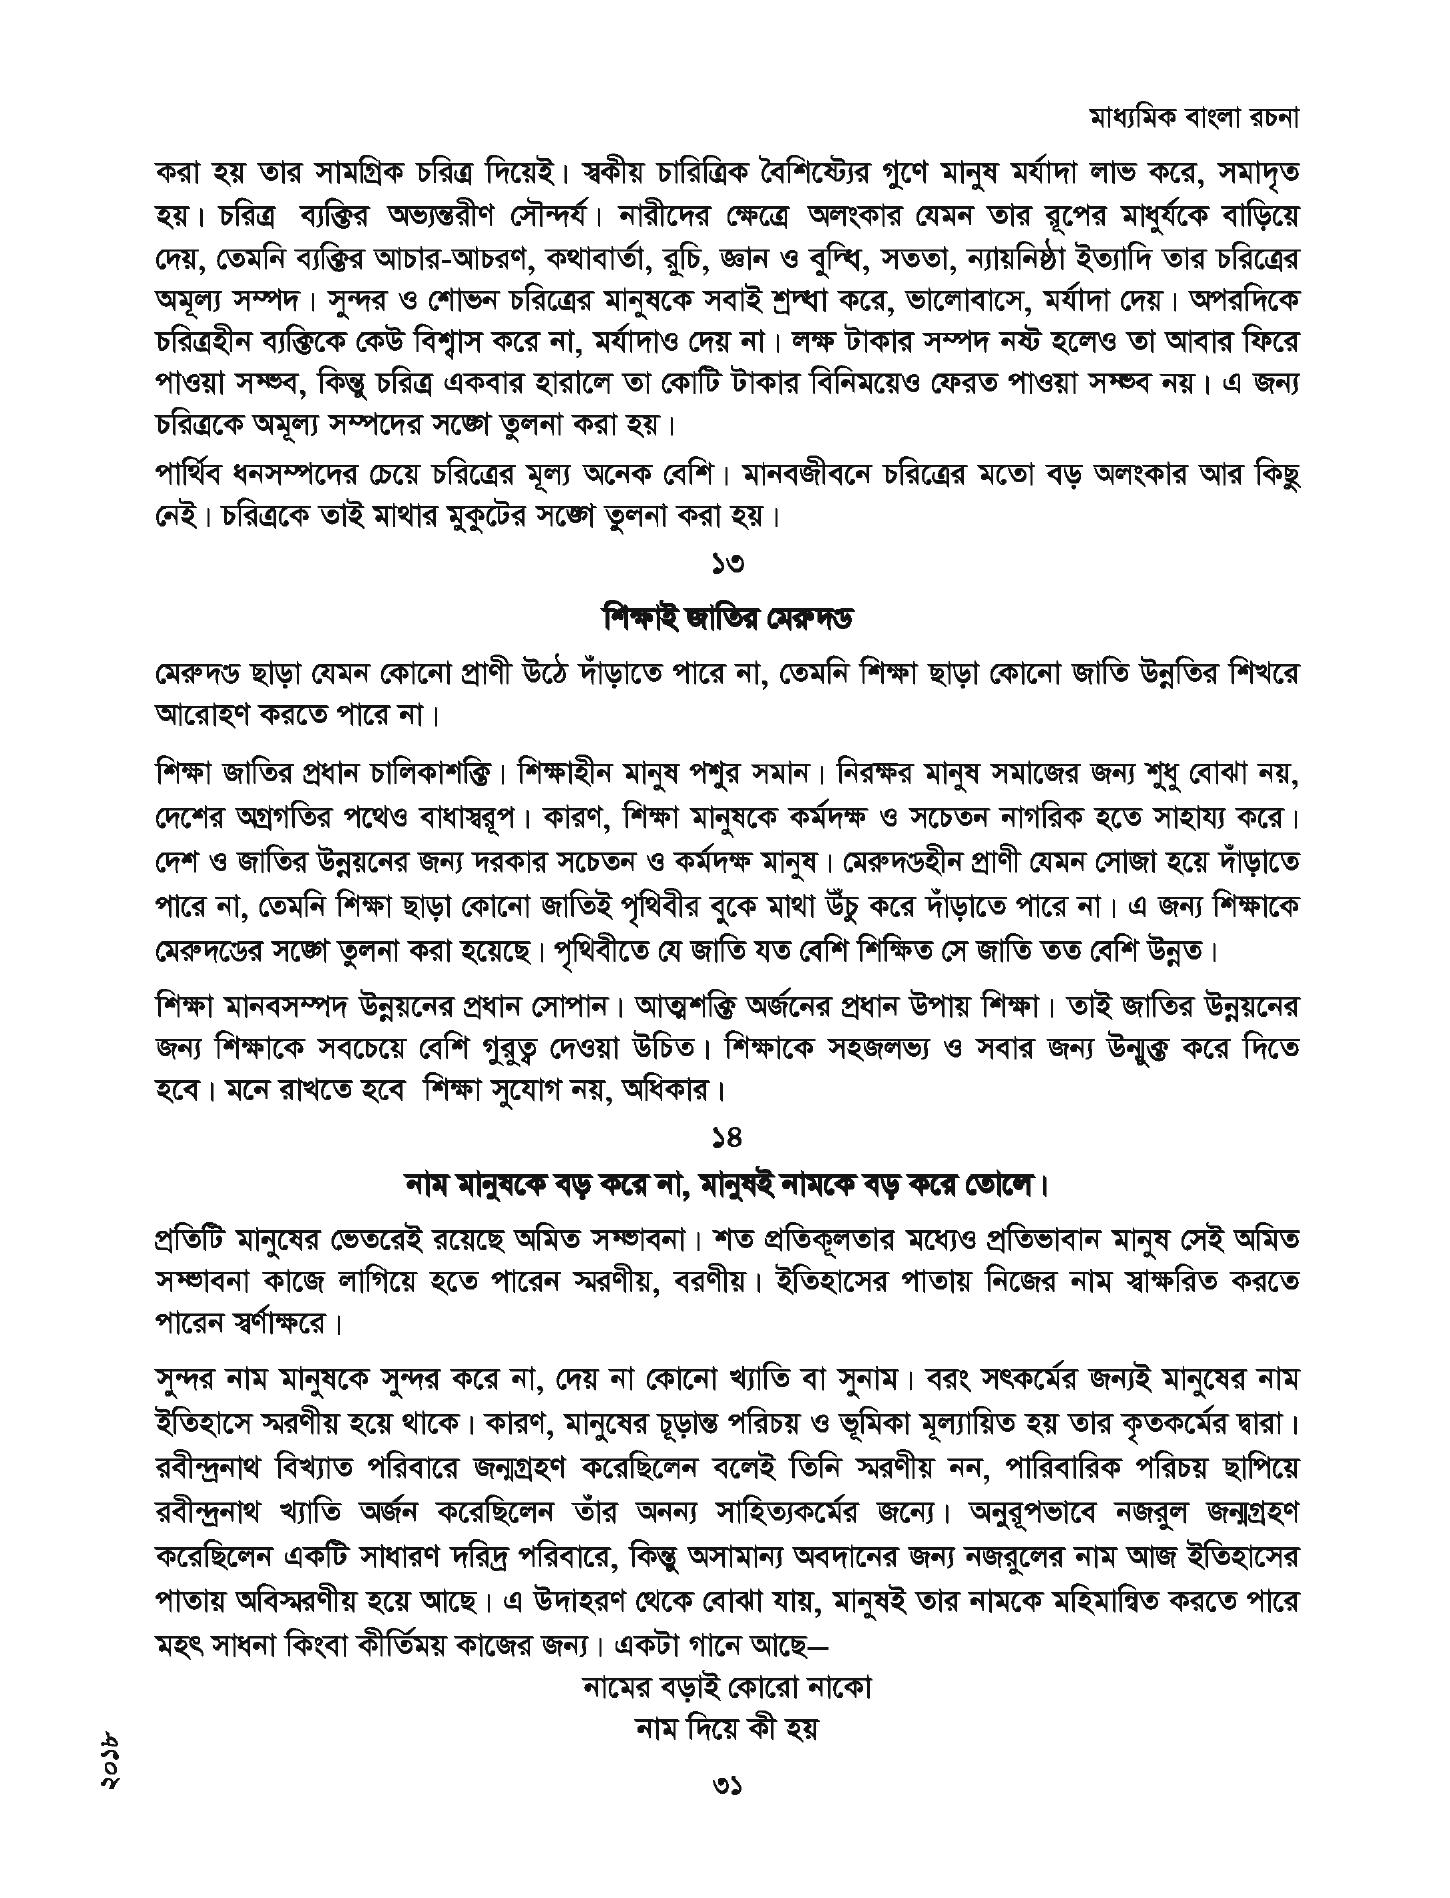 মাধ্যমিক বাংলা রচনা
করা হয় তার সামগ্রিক চরিত্র দিয়েই। স্বকীয় চারিত্রিক বৈশিষ্ট্যের গুণে মানুষ মর্যাদা লাভ করে, সমাদৃত
হয়। চরিত্র ব্যক্তির অভ্যন্তরীণ সৌন্দর্য। নারীদের ক্ষেত্রে অলংকার যেমন তার রূপের মাধুর্যকে বাড়িয়ে
দেয়, তেমনি ব্যক্তির আচার-আচরণ, কথাবার্তা, রুচি, জ্ঞান ও বুদ্ধি, সততা, ন্যায়নিষ্ঠা ইত্যাদি তার চরিত্রের
অমূল্য সম্পদ। সুন্দর ও শোভন চরিত্রের মানুষকে সবাই শ্রদ্ধা করে, ভালোবাসে, মর্যাদা দেয়। অপরদিকে
চরিত্রহীন ব্যক্তিকে কেউ বিশ্বাস করে না, মর্যাদাও দেয় না। লক্ষ টাকার সম্পদ নষ্ট হলেও তা আবার ফিরে
পাওয়া সম্ভব, কিন্তু চরিত্র একবার হারালে তা কোটি টাকার বিনিময়েও ফেরত পাওয়া সম্ভব নয়। এ জন্য
চরিত্রকে অমূল্য সম্পদের সঙ্গে তুলনা করা হয়।
পার্থিব ধনসম্পদের চেয়ে চরিত্রের মূল্য অনেক বেশি। মানবজীবনে চরিত্রের মতো বড় অলংকার আর কিছু
নেই। চরিত্রকে তাই মাথার মুকুটের সঙ্গে তুলনা করা হয়।
১৩
শিক্ষাই জাতির মেরুদণ্ড
মেরুদণ্ড ছাড়া যেমন কোনো প্রাণী উঠে দাঁড়াতে পারে না, তেমনি শিক্ষা ছাড়া কোনো জাতি উন্নতির শিখরে
আরোহণ করতে পারে না।
শিক্ষা জাতির প্রধান চালিকাশক্তি। শিক্ষাহীন মানুষ পশুর সমান। নিরক্ষর মানুষ সমাজের জন্য শুধু বোঝা নয়,
দেশের অগ্রগতির পথেও বাধাস্বরূপ। কারণ, শিক্ষা মানুষকে কর্মদক্ষ ও সচেতন নাগরিক হতে সাহায্য করে।
দেশ ও জাতির উন্নয়নের জন্য দরকার সচেতন ও কর্মদক্ষ মানুষ। মেরুদণ্ডহীন প্রাণী যেমন সোজা হয়ে দাঁড়াতে
পারে না, তেমনি শিক্ষা ছাড়া কোনো জাতিই পৃথিবীর বুকে মাথা উঁচু করে দাঁড়াতে পারে না। এ জন্য শিক্ষাকে
মেরুদণ্ডের সঙ্গে তুলনা করা হয়েছে। পৃথিবীতে যে জাতি যত বেশি শিক্ষিত সে জাতি তত বেশি উন্নত।
শিক্ষা মানবসম্পদ উন্নয়নের প্রধান সোপান। আত্মশক্তি অর্জনের প্রধান উপায় শিক্ষা। তাই জাতির উন্নয়নের
জন্য শিক্ষাকে সবচেয়ে বেশি গুরুত্ব দেওয়া উচিত। শিক্ষাকে সহজলভ্য ও সবার জন্য উন্মুক্ত করে দিতে
হবে। মনে রাখতে হবে শিক্ষা সুযোগ নয়, অধিকার।
১৪
নাম মানুষকে বড় করে না, মানুষই নামকে বড় করে তোলে।
প্রতিটি মানুষের ভেতরেই রয়েছে অমিত সম্ভাবনা। শত প্রতিকূলতার মধ্যেও প্রতিভাবান মানুষ সেই অমিত
সম্ভাবনা কাজে লাগিয়ে হতে পারেন স্মরণীয়, বরণীয়। ইতিহাসের পাতায় নিজের নাম স্বাক্ষরিত করতে
পারেন স্বর্ণাক্ষরে।
সুন্দর নাম মানুষকে সুন্দর করে না, দেয় না কোনো খ্যাতি বা সুনাম। বরং সৎকর্মের জন্যই মানুষের নাম
ইতিহাসে স্মরণীয় হয়ে থাকে। কারণ, মানুষের চূড়ান্ত পরিচয় ও ভূমিকা মূল্যায়িত হয় তার কৃতকর্মের দ্বারা।
রবীন্দ্রনাথ বিখ্যাত পরিবারে জন্মগ্রহণ করেছিলেন বলেই তিনি স্মরণীয় নন, পারিবারিক পরিচয় ছাপিয়ে
রবীন্দ্রনাথ খ্যাতি অর্জন করেছিলেন তাঁর অনন্য সাহিত্যকর্মের জন্যে। অনুরূপভাবে নজরুল জন্মগ্রহণ
করেছিলেন একটি সাধারণ দরিদ্র পরিবারে, কিন্তু অসামান্য অবদানের জন্য নজরুলের নাম আজ ইতিহাসের
পাতায় অবিস্মরণীয় হয়ে আছে। এ উদাহরণ থেকে বোঝা যায়, মানুষই তার নামকে মহিমান্বিত করতে পারে
মহৎ সাধনা কিংবা কীর্তিময় কাজের জন্য। একটা গানে আছে–
নামের বড়াই কোরো নাকো
নাম দিয়ে কী হয়
২০১৮
৩১